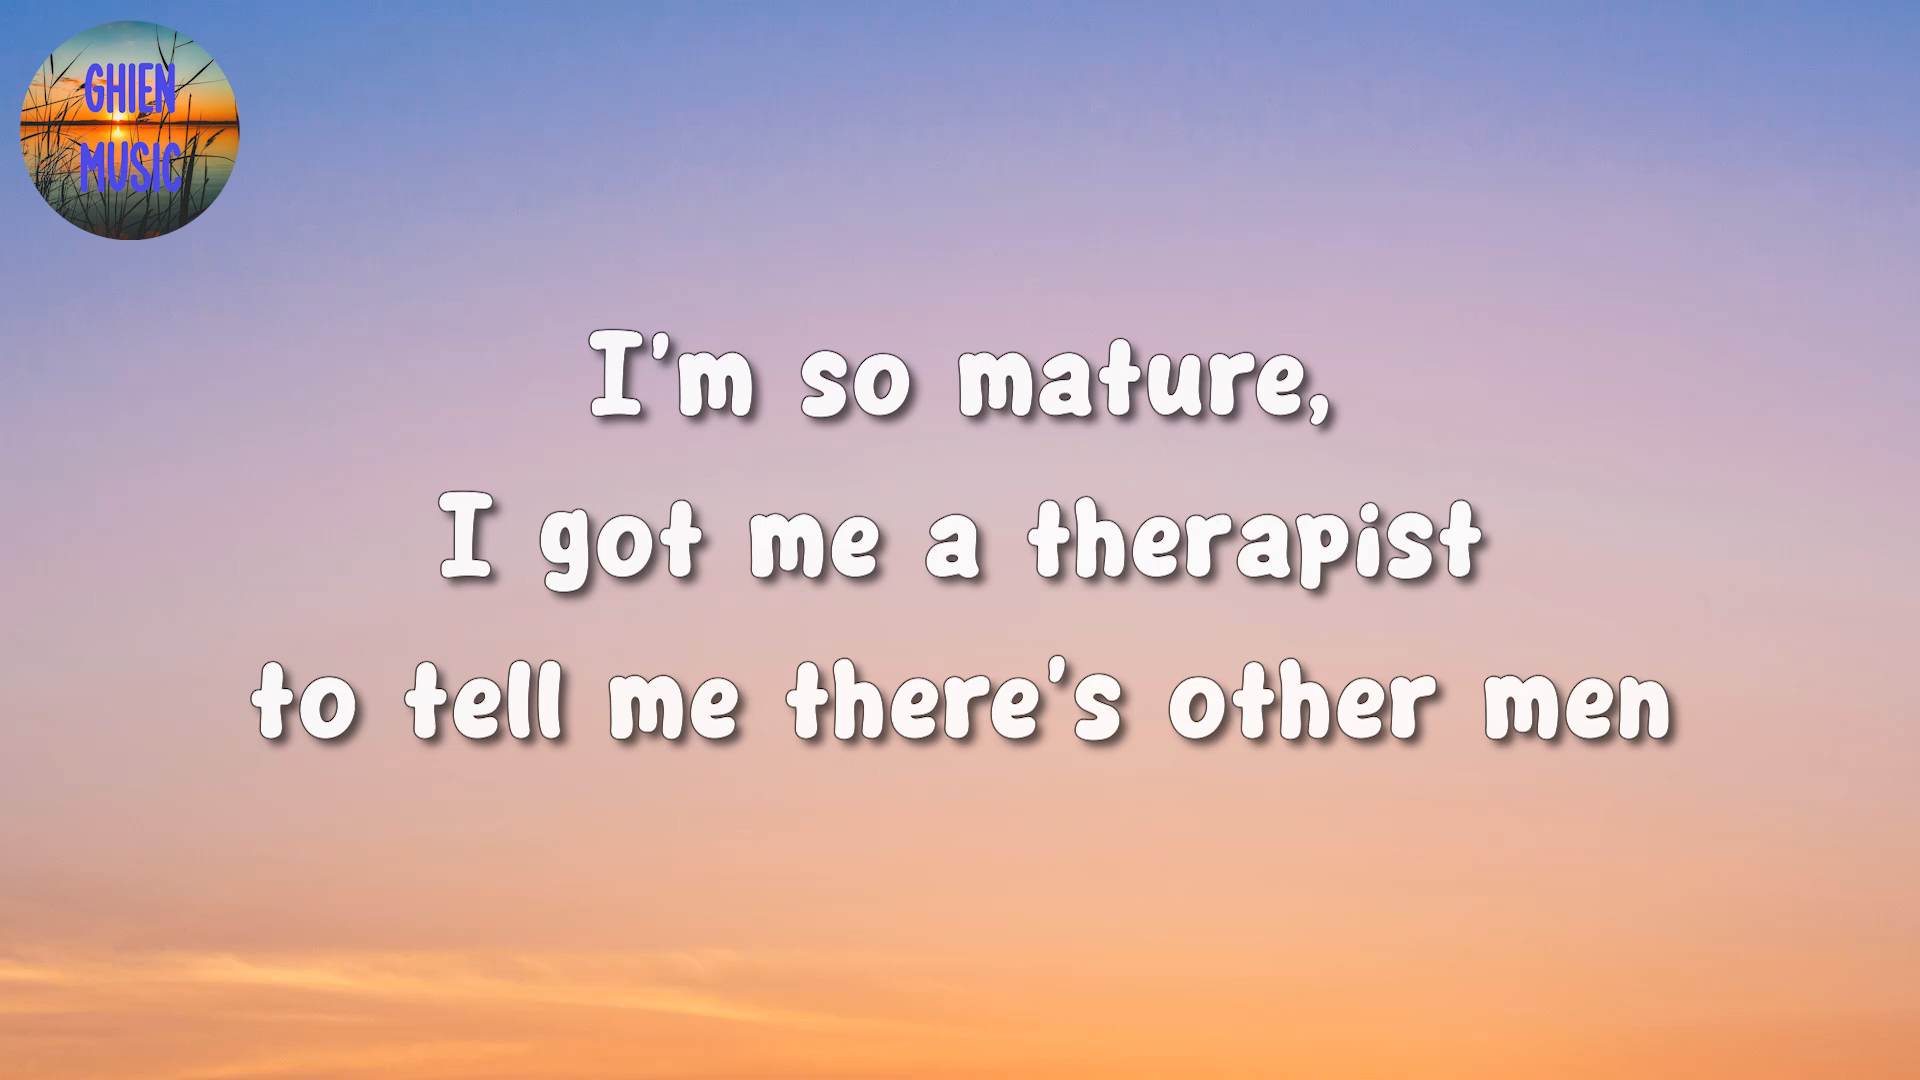 GHIEN
MUSIC
I'm so mature,
I got me a therapist
to tell me there's other men